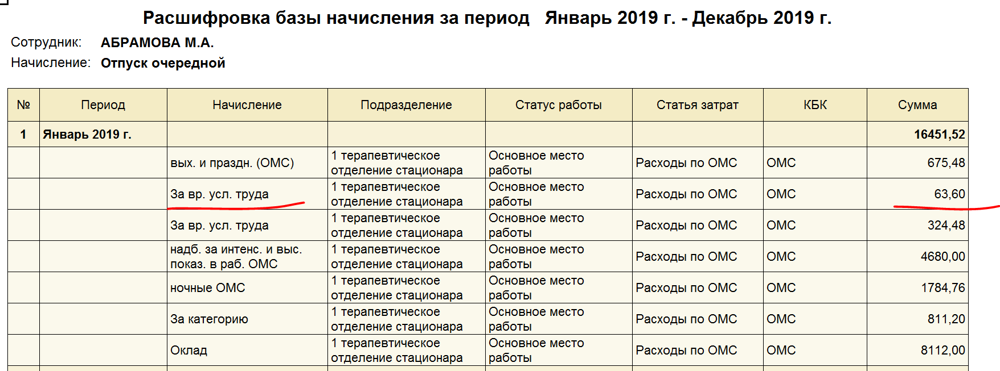 Расшифровка базы начисления за период Январь 2019 г. - Декабрь 2019 г.
Сотрудник: АБРАМОВА М.А.
Начисление: Отпуск очередной
№ Период Начисление Подразделение Статус работы Статья затрат КБК Сумма
1 Январь 2019 г. 16451,52
вых. и праздн. (ОМС) 1 терапевтическое отделение стационара Основное место работы Расходы по ОМС ОМС 675,48
За вр. усл. труда 1 терапевтическое отделение стационара Основное место работы Расходы по ОМС ОМС 63,60
За вр. усл. труда 1 терапевтическое отделение стационара Основное место работы Расходы по ОМС ОМС 324,48
надб. за интенс. и выс. показ. в раб. ОМС 1 терапевтическое отделение стационара Основное место работы Расходы по ОМС ОМС 4680,00
ночные ОМС 1 терапевтическое отделение стационара Основное место работы Расходы по ОМС ОМС 1784,76
За категорию 1 терапевтическое отделение стационара Основное место работы Расходы по ОМС ОМС 811,20
Оклад 1 терапевтическое отделение стационара Основное место работы Расходы по ОМС ОМС 8112,00